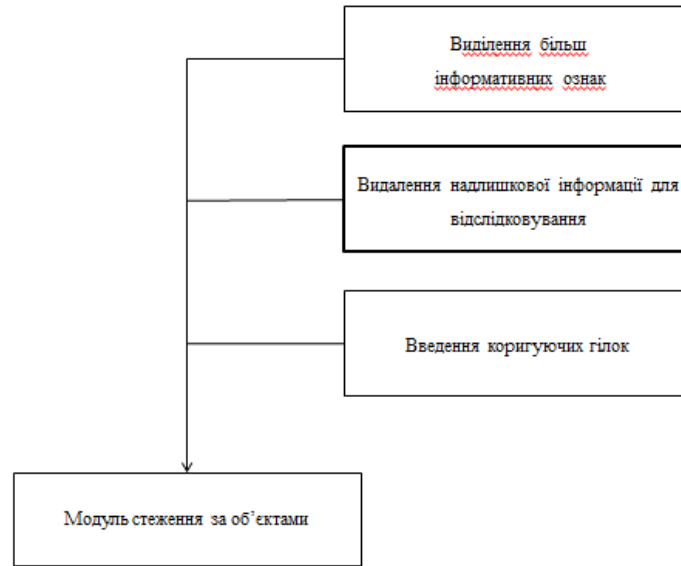 Виділення більш
інформативних ознак
Видалення надлишкової інформації для
відслідковування
Введення коригуючих гілок
Модуль стеження за об’єктами